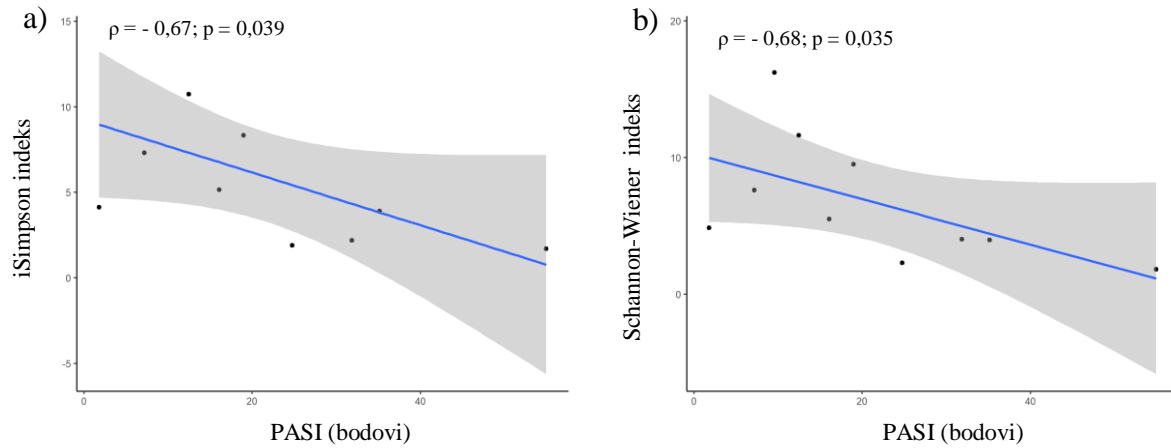 a)
ρ = - 0,67; p = 0,039
15
10
5
0
-5
iSimpson indeks
0
20
40
PASI (bodovi)
b)
ρ = - 0,68; p = 0,035
20
10
0
Schannon-Wiener indeks
0
20
40
PASI (bodovi)